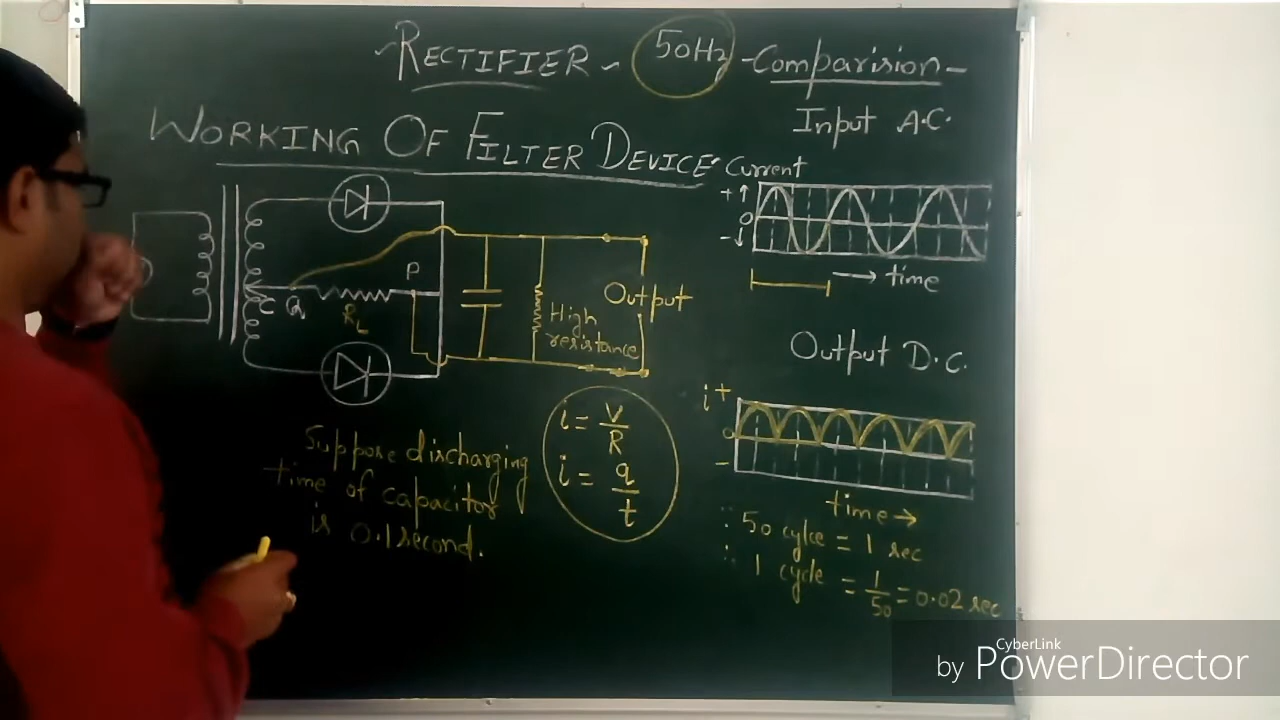 ~RECTIFIER~
50Hz
-Comparision-
Input A.C.
WORKING OF FILTER DEVICE.
Current
+ ↑
0
- ↓
→ time
P
C Q
RL
High
resistance
Output
Output D.C.
i +
0
-
time →
Suppose discharging
time of capacitor
is 0.1second.
i = V/R
i = q/t
∵ 50 cylce = 1 sec
∴ 1 cycle = 1/50 = 0.02 sec
CyberLink
by PowerDirector